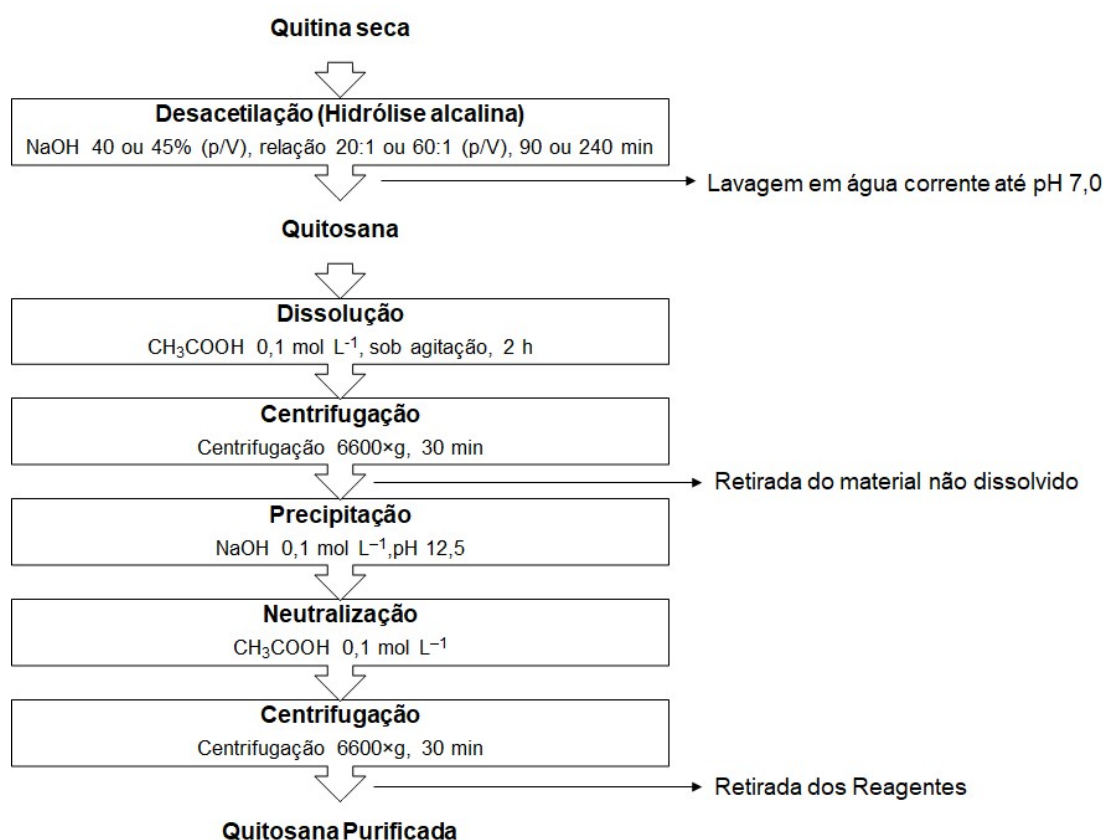 Quitina seca
Desacetilação (Hidrólise alcalina)
NaOH 40 ou 45% (p/V), relação 20:1 ou 60:1 (p/V), 90 ou 240 min
Lavagem em água corrente até pH 7,0
Quitosana
Dissolução
CH₃COOH 0,1 mol L⁻¹, sob agitação, 2 h
Centrifugação
Centrifugação 6600×g, 30 min
Retirada do material não dissolvido
Precipitação
NaOH 0,1 mol L⁻¹,pH 12,5
Neutralização
CH₃COOH 0,1 mol L⁻¹
Centrifugação
Centrifugação 6600×g, 30 min
Retirada dos Reagentes
Quitosana Purificada